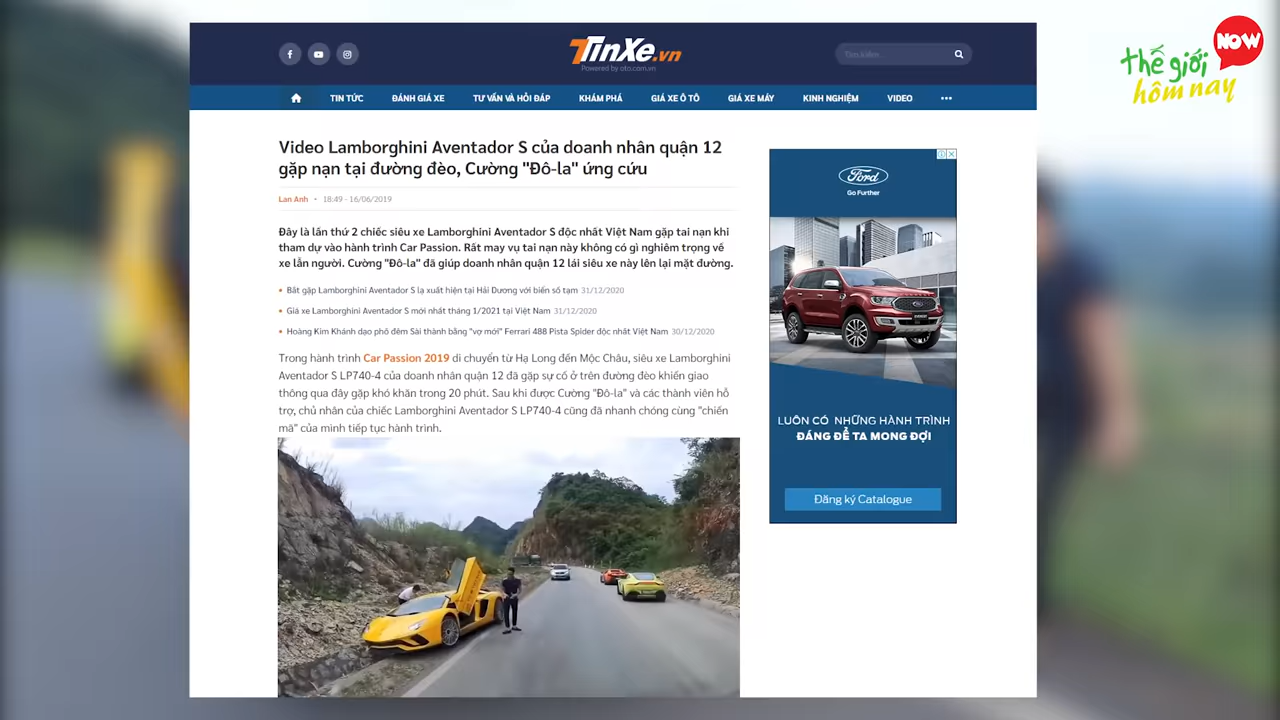 thế giới
hôm nay
NOW
TinXe.vn
Powered by oto.com.vn
Tìm kiếm...
TIN TỨC
ĐÁNH GIÁ XE
TƯ VẤN VÀ HỎI ĐÁP
KHÁM PHÁ
GIÁ XE Ô TÔ
GIÁ XE MÁY
KINH NGHIỆM
VIDEO
Video Lamborghini Aventador S của doanh nhân quận 12
gặp nạn tại đường đèo, Cường "Đô-la" ứng cứu
Lan Anh • 18:49 - 16/06/2019
Đây là lần thứ 2 chiếc siêu xe Lamborghini Aventador S độc nhất Việt Nam gặp tai nạn khi
tham dự vào hành trình Car Passion. Rất may vụ tai nạn này không có gì nghiêm trọng về
xe lẫn người. Cường "Đô-la" đã giúp doanh nhân quận 12 lái siêu xe này lên lại mặt đường.
Bắt gặp Lamborghini Aventador S lạ xuất hiện tại Hải Dương với biển số tạm 31/12/2020
Giá xe Lamborghini Aventador S mới nhất tháng 1/2021 tại Việt Nam 31/12/2020
Hoàng Kim Khánh dạo phố đêm Sài thành bằng "vợ mới" Ferrari 488 Pista Spider độc nhất Việt Nam 30/12/2020
Trong hành trình Car Passion 2019 di chuyển từ Hạ Long đến Mộc Châu, siêu xe Lamborghini
Aventador S LP740-4 của doanh nhân quận 12 đã gặp sự cố ở trên đường đèo khiến giao
thông qua đây gặp khó khăn trong 20 phút. Sau khi được Cường "Đô-la" và các thành viên hỗ
trợ, chủ nhân của chiếc Lamborghini Aventador S LP740-4 cũng đã nhanh chóng cùng "chiến
mã" của mình tiếp tục hành trình.
Ford
Go Further
LUÔN CÓ NHỮNG HÀNH TRÌNH
ĐÁNG ĐỂ TA MONG ĐỢI
Đăng ký Catalogue